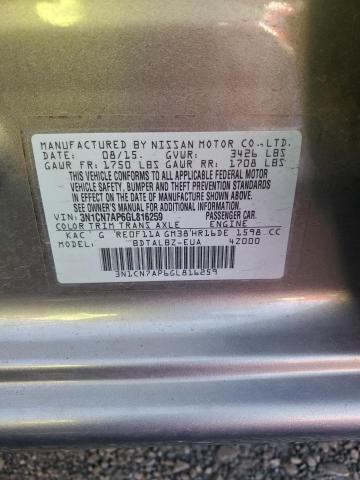 MANUFACTURED BY NISSAN MOTOR CO.,LTD.
DATE: 08/15. GVWR: 3426 LBS
GAWR FR: 1750 LBS GAWR RR: 1708 LBS
THIS VEHICLE CONFORMS TO ALL APPLICABLE FEDERAL MOTOR
VEHICLE SAFETY, BUMPER AND THEFT PREVENTION STANDARDS
IN EFFECT ON THE DATE OF MANUFACTURE SHOWN ABOVE.
SEE OWNER'S MANUAL FOR ADDITIONAL INFORMATION
VIN: 3N1CN7AP6GL816259 PASSENGER CAR.
COLOR TRIM TRANS AXLE ENGINE
KAC G RE0F11A GM38 HR16DE 1598 CC
MODEL: BDTALBZ-EUA 4Z000
3N1CN7AP6GL816259